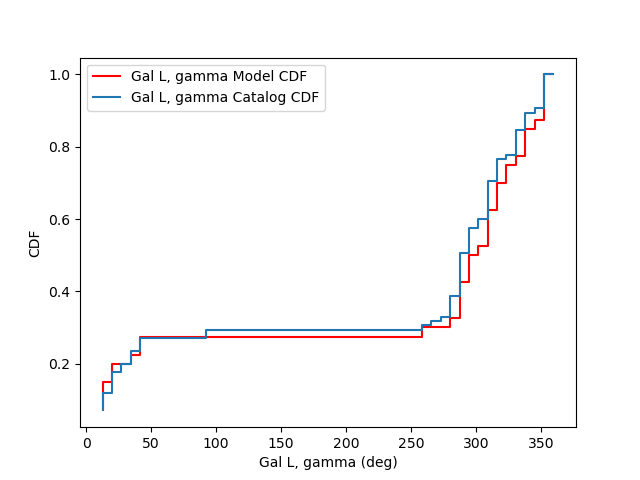 Gal L, gamma Model CDF
Gal L, gamma Catalog CDF
1.0
0.8
0.6
0.4
0.2
CDF
0 50 100 150 200 250 300 350
Gal L, gamma (deg)